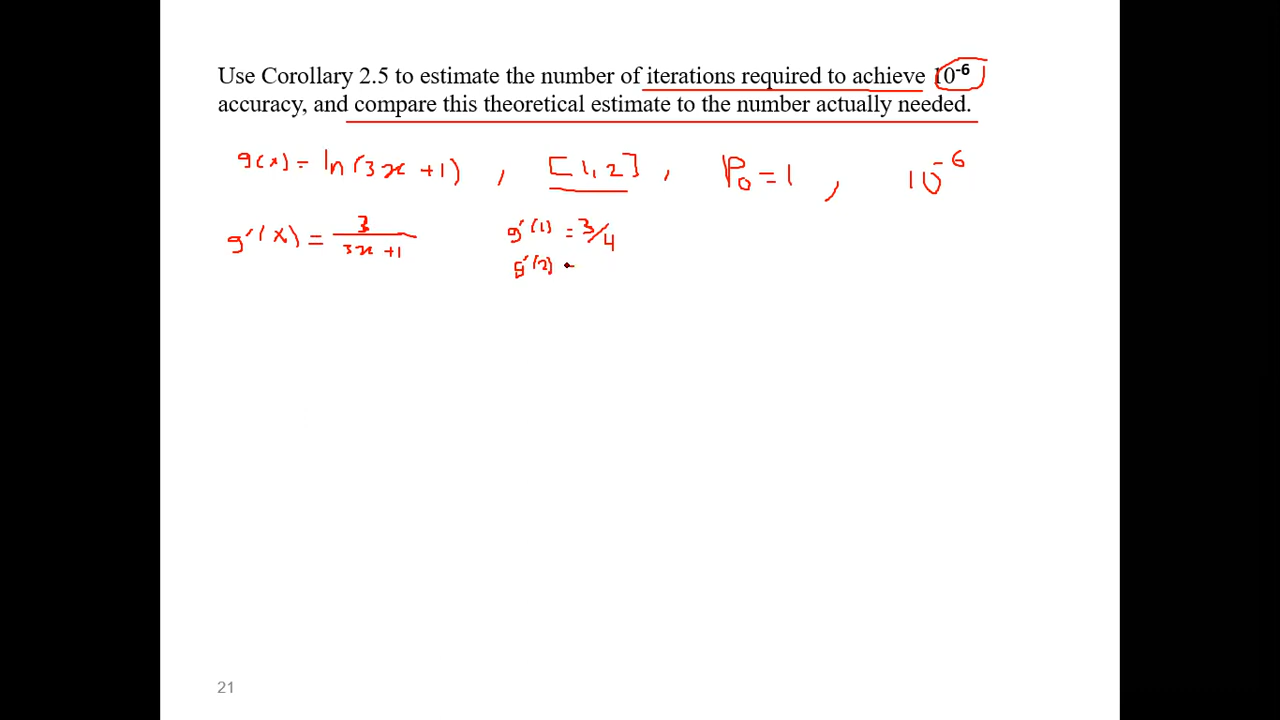 Use Corollary 2.5 to estimate the number of iterations required to achieve 10⁻⁶
accuracy, and compare this theoretical estimate to the number actually needed.
g(x) = ln(3x+1) , [1,2] , P₀ = 1 , 10⁻⁶
g'(x) = 3/(3x+1) g'(1) = 3/4
g'(2) =
21